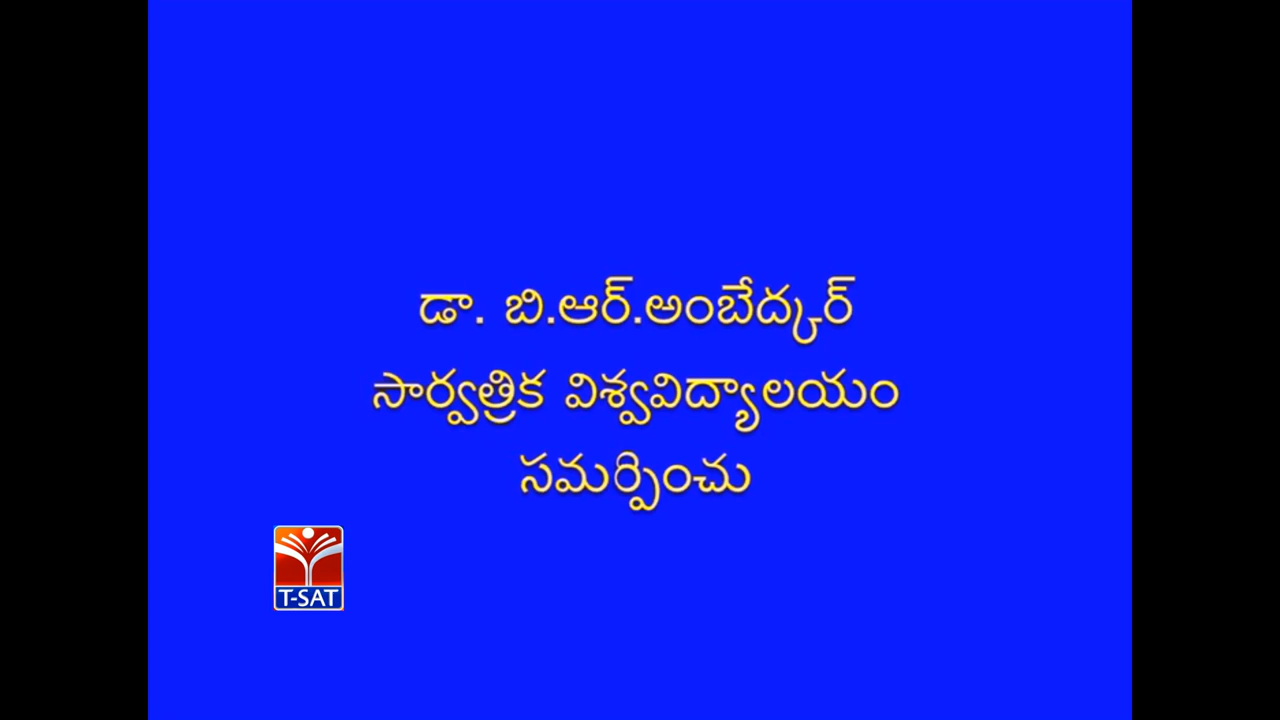 డా. బి.ఆర్.అంబేద్కర్
సార్వత్రిక విశ్వవిద్యాలయం
సమర్పించు
T-SAT